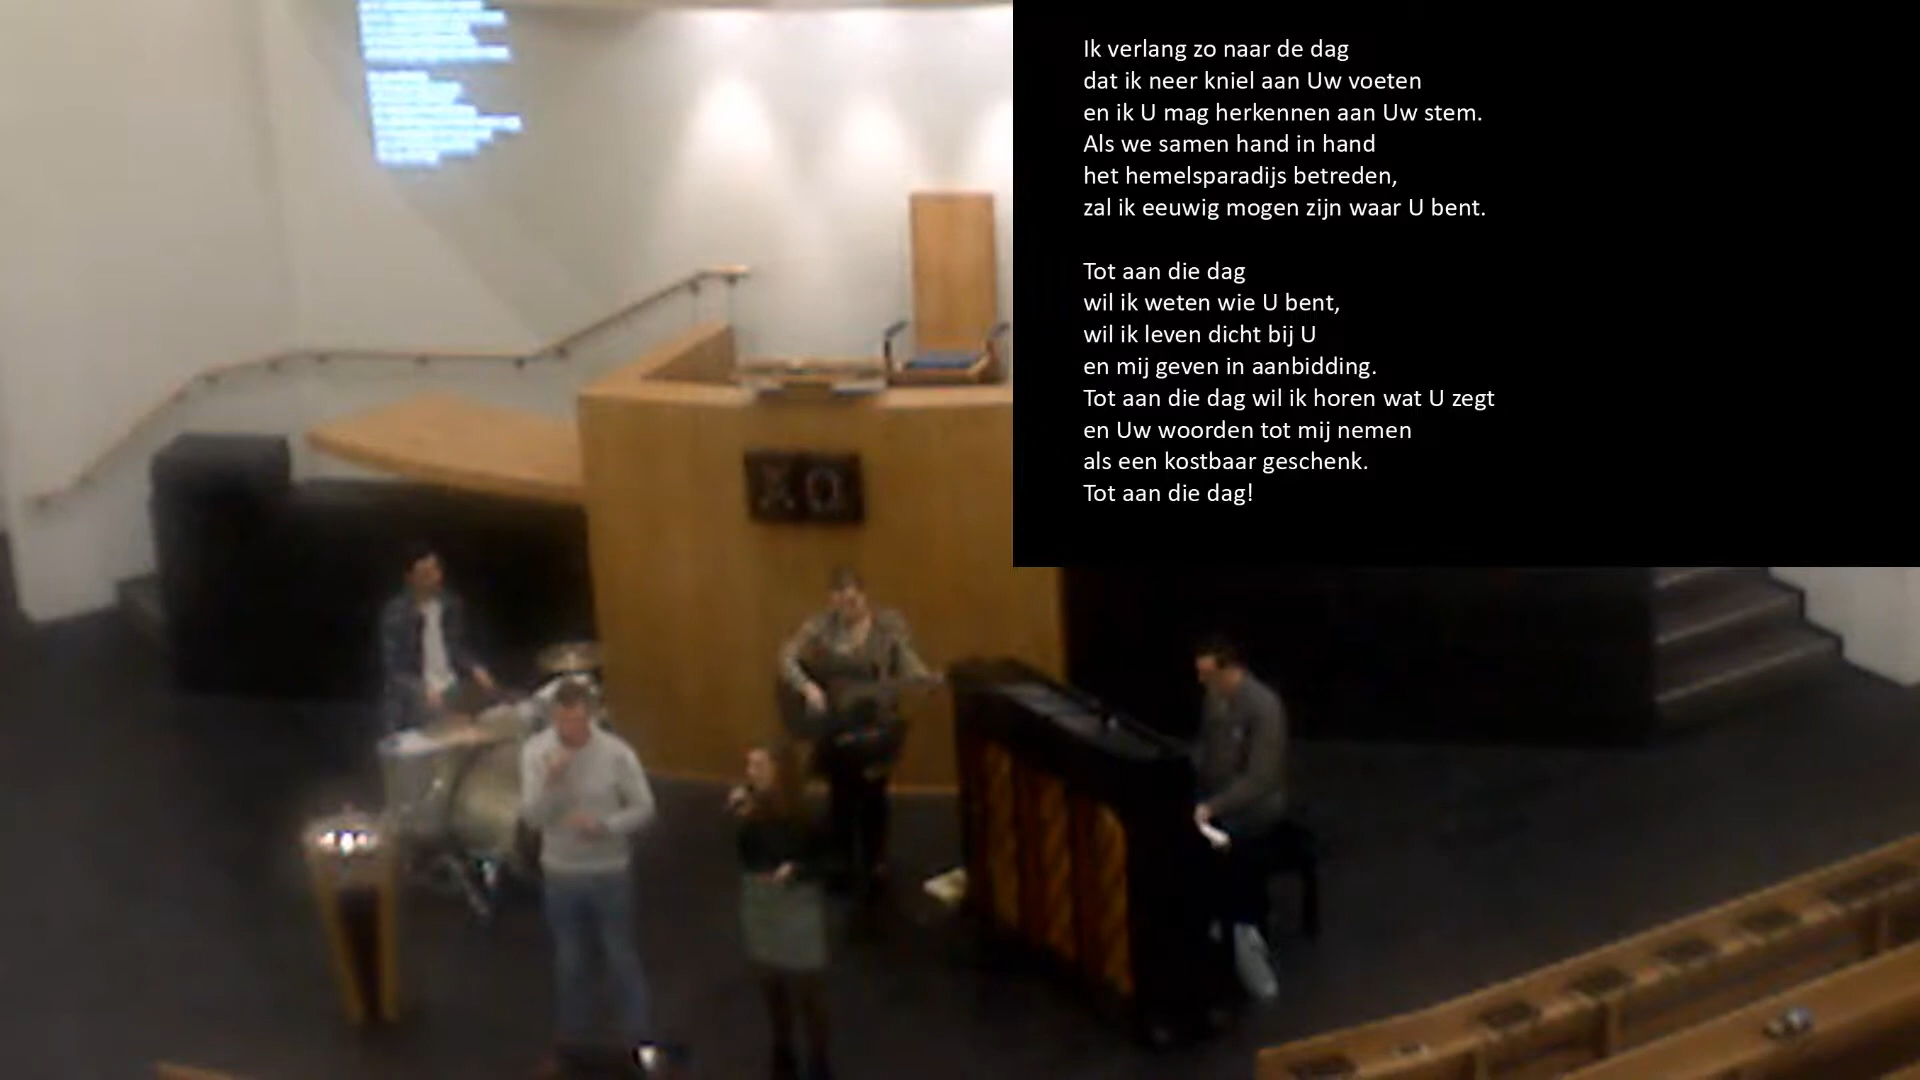 Ik verlang zo naar de dag
dat ik neer kniel aan Uw voeten
en ik U mag herkennen aan Uw stem.
Als we samen hand in hand
het hemelsparadijs betreden,
zal ik eeuwig mogen zijn waar U bent.

Tot aan die dag
wil ik weten wie U bent,
wil ik leven dicht bij U
en mij geven in aanbidding.
Tot aan die dag wil ik horen wat U zegt
en Uw woorden tot mij nemen
als een kostbaar geschenk.
Tot aan die dag!